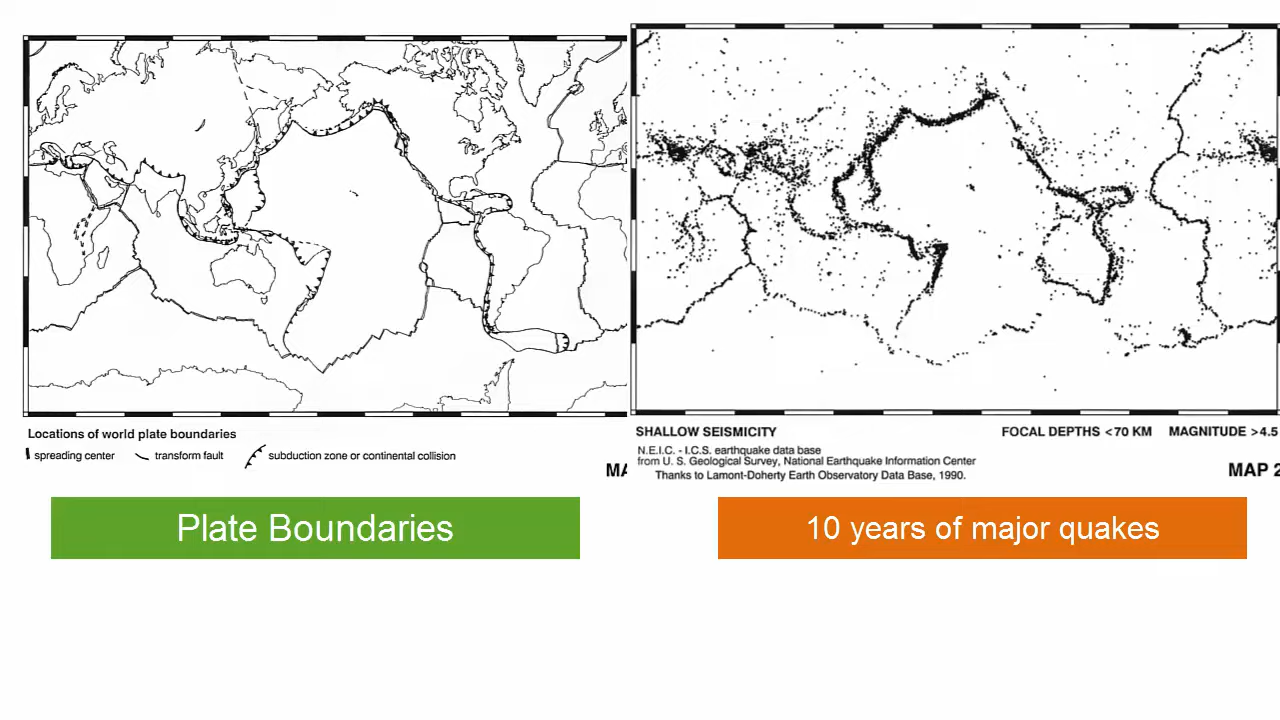 Locations of world plate boundaries
spreading center
transform fault
subduction zone or continental collision
MA
SHALLOW SEISMICITY
FOCAL DEPTHS <70 KM
MAGNITUDE >4.5
N.E.I.C. - I.C.S. earthquake data base
from U. S. Geological Survey, National Earthquake Information Center
Thanks to Lamont-Doherty Earth Observatory Data Base, 1990.
MAP 2
Plate Boundaries
10 years of major quakes